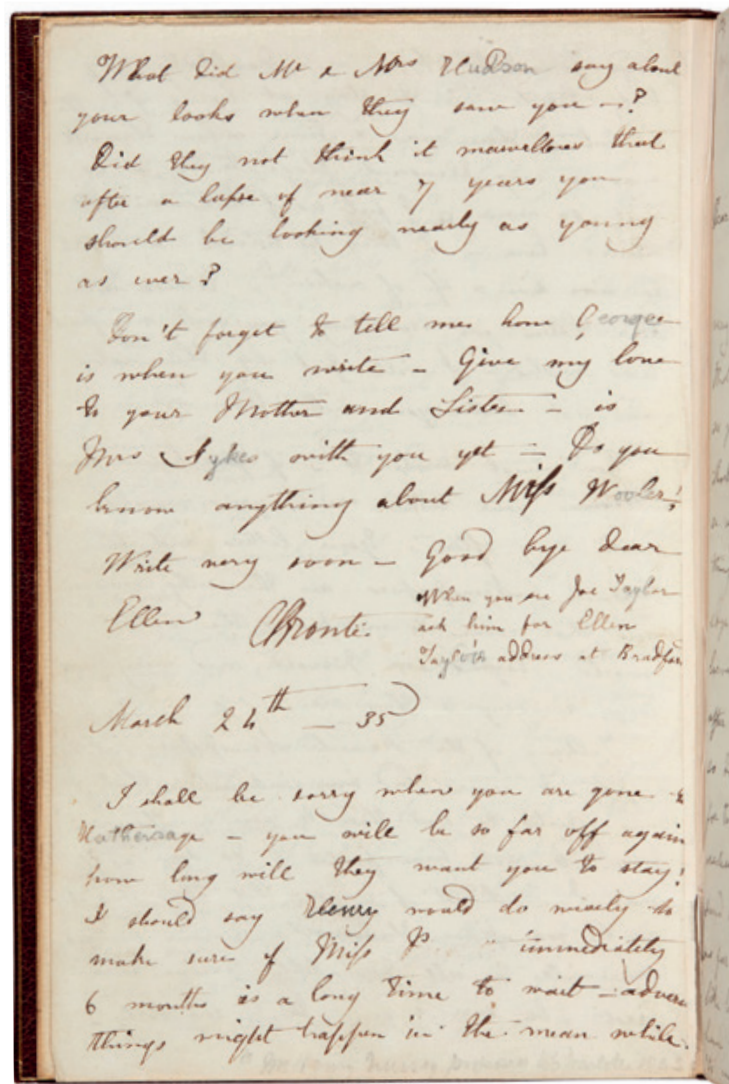 What did Mr & Mrs Hudson say about
your looks when they saw you -?
Did they not think it marvellous that
after a lapse of near 7 years you
should be looking nearly as young
as ever?
Don't forget to tell me how George
is when you write - Give my love
to your Mother and Sisters - is
Mrs Sykes with you yet - Do you
know anything about Miss Wooler?
Write very soon - Good bye dear
Ellen CBronté
When you see Joe Taylor
ask him for Ellen
Taylor's address at Bradford
March 24th - 35
I shall be sorry when you are gone to
Hathersage - you will be so far off again
how long will they want you to stay?
I should say Henry would do wisely to
make sure of Miss P immediately
6 months is a long time to wait - adverse
things might happen in the mean while.